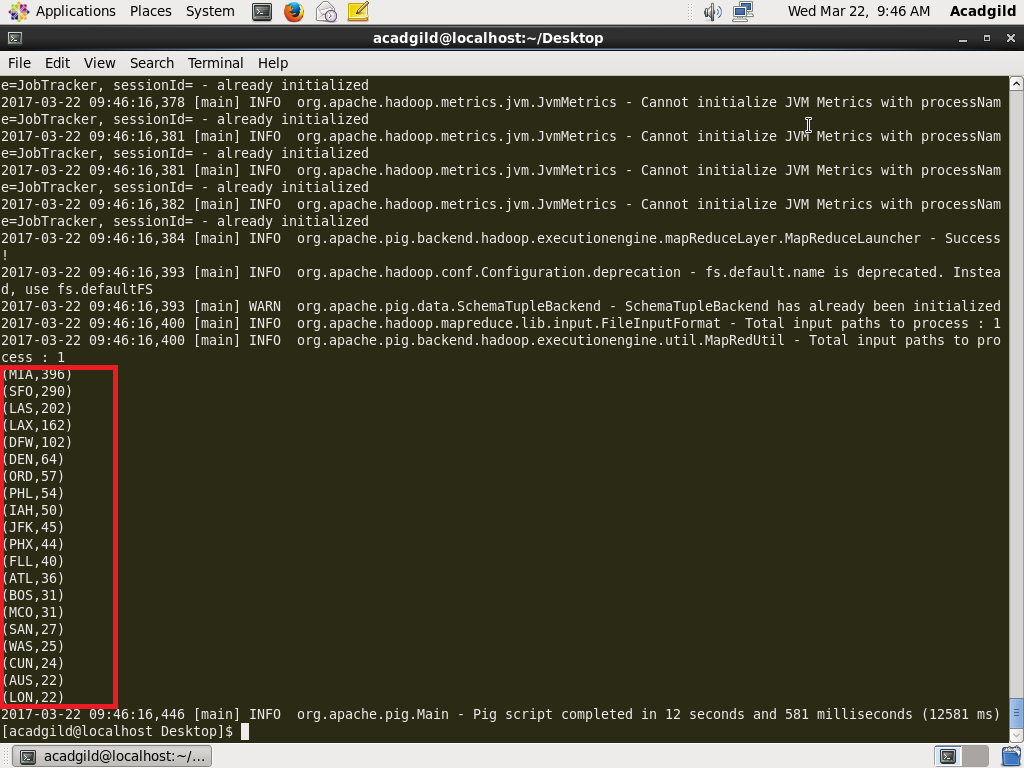 Applications Places System Wed Mar 22, 9:46 AM Acadgild
acadgild@localhost:~/Desktop
File Edit View Search Terminal Help
e=JobTracker, sessionId= - already initialized
2017-03-22 09:46:16,378 [main] INFO  org.apache.hadoop.metrics.jvm.JvmMetrics - Cannot initialize JVM Metrics with processNam
e=JobTracker, sessionId= - already initialized
2017-03-22 09:46:16,381 [main] INFO  org.apache.hadoop.metrics.jvm.JvmMetrics - Cannot initialize JVM Metrics with processNam
e=JobTracker, sessionId= - already initialized
2017-03-22 09:46:16,381 [main] INFO  org.apache.hadoop.metrics.jvm.JvmMetrics - Cannot initialize JVM Metrics with processNam
e=JobTracker, sessionId= - already initialized
2017-03-22 09:46:16,382 [main] INFO  org.apache.hadoop.metrics.jvm.JvmMetrics - Cannot initialize JVM Metrics with processNam
e=JobTracker, sessionId= - already initialized
2017-03-22 09:46:16,384 [main] INFO  org.apache.pig.backend.hadoop.executionengine.mapReduceLayer.MapReduceLauncher - Success
!
2017-03-22 09:46:16,393 [main] INFO  org.apache.hadoop.conf.Configuration.deprecation - fs.default.name is deprecated. Instea
d, use fs.defaultFS
2017-03-22 09:46:16,393 [main] WARN  org.apache.pig.data.SchemaTupleBackend - SchemaTupleBackend has already been initialized
2017-03-22 09:46:16,400 [main] INFO  org.apache.hadoop.mapreduce.lib.input.FileInputFormat - Total input paths to process : 1
2017-03-22 09:46:16,400 [main] INFO  org.apache.pig.backend.hadoop.executionengine.util.MapRedUtil - Total input paths to pro
cess : 1
(MIA,396)
(SFO,290)
(LAS,202)
(LAX,162)
(DFW,102)
(DEN,64)
(ORD,57)
(PHL,54)
(IAH,50)
(JFK,45)
(PHX,44)
(FLL,40)
(ATL,36)
(BOS,31)
(MCO,31)
(SAN,27)
(WAS,25)
(CUN,24)
(AUS,22)
(LON,22)
2017-03-22 09:46:16,446 [main] INFO  org.apache.pig.Main - Pig script completed in 12 seconds and 581 milliseconds (12581 ms)
[acadgild@localhost Desktop]$
acadgild@localhost:~/...